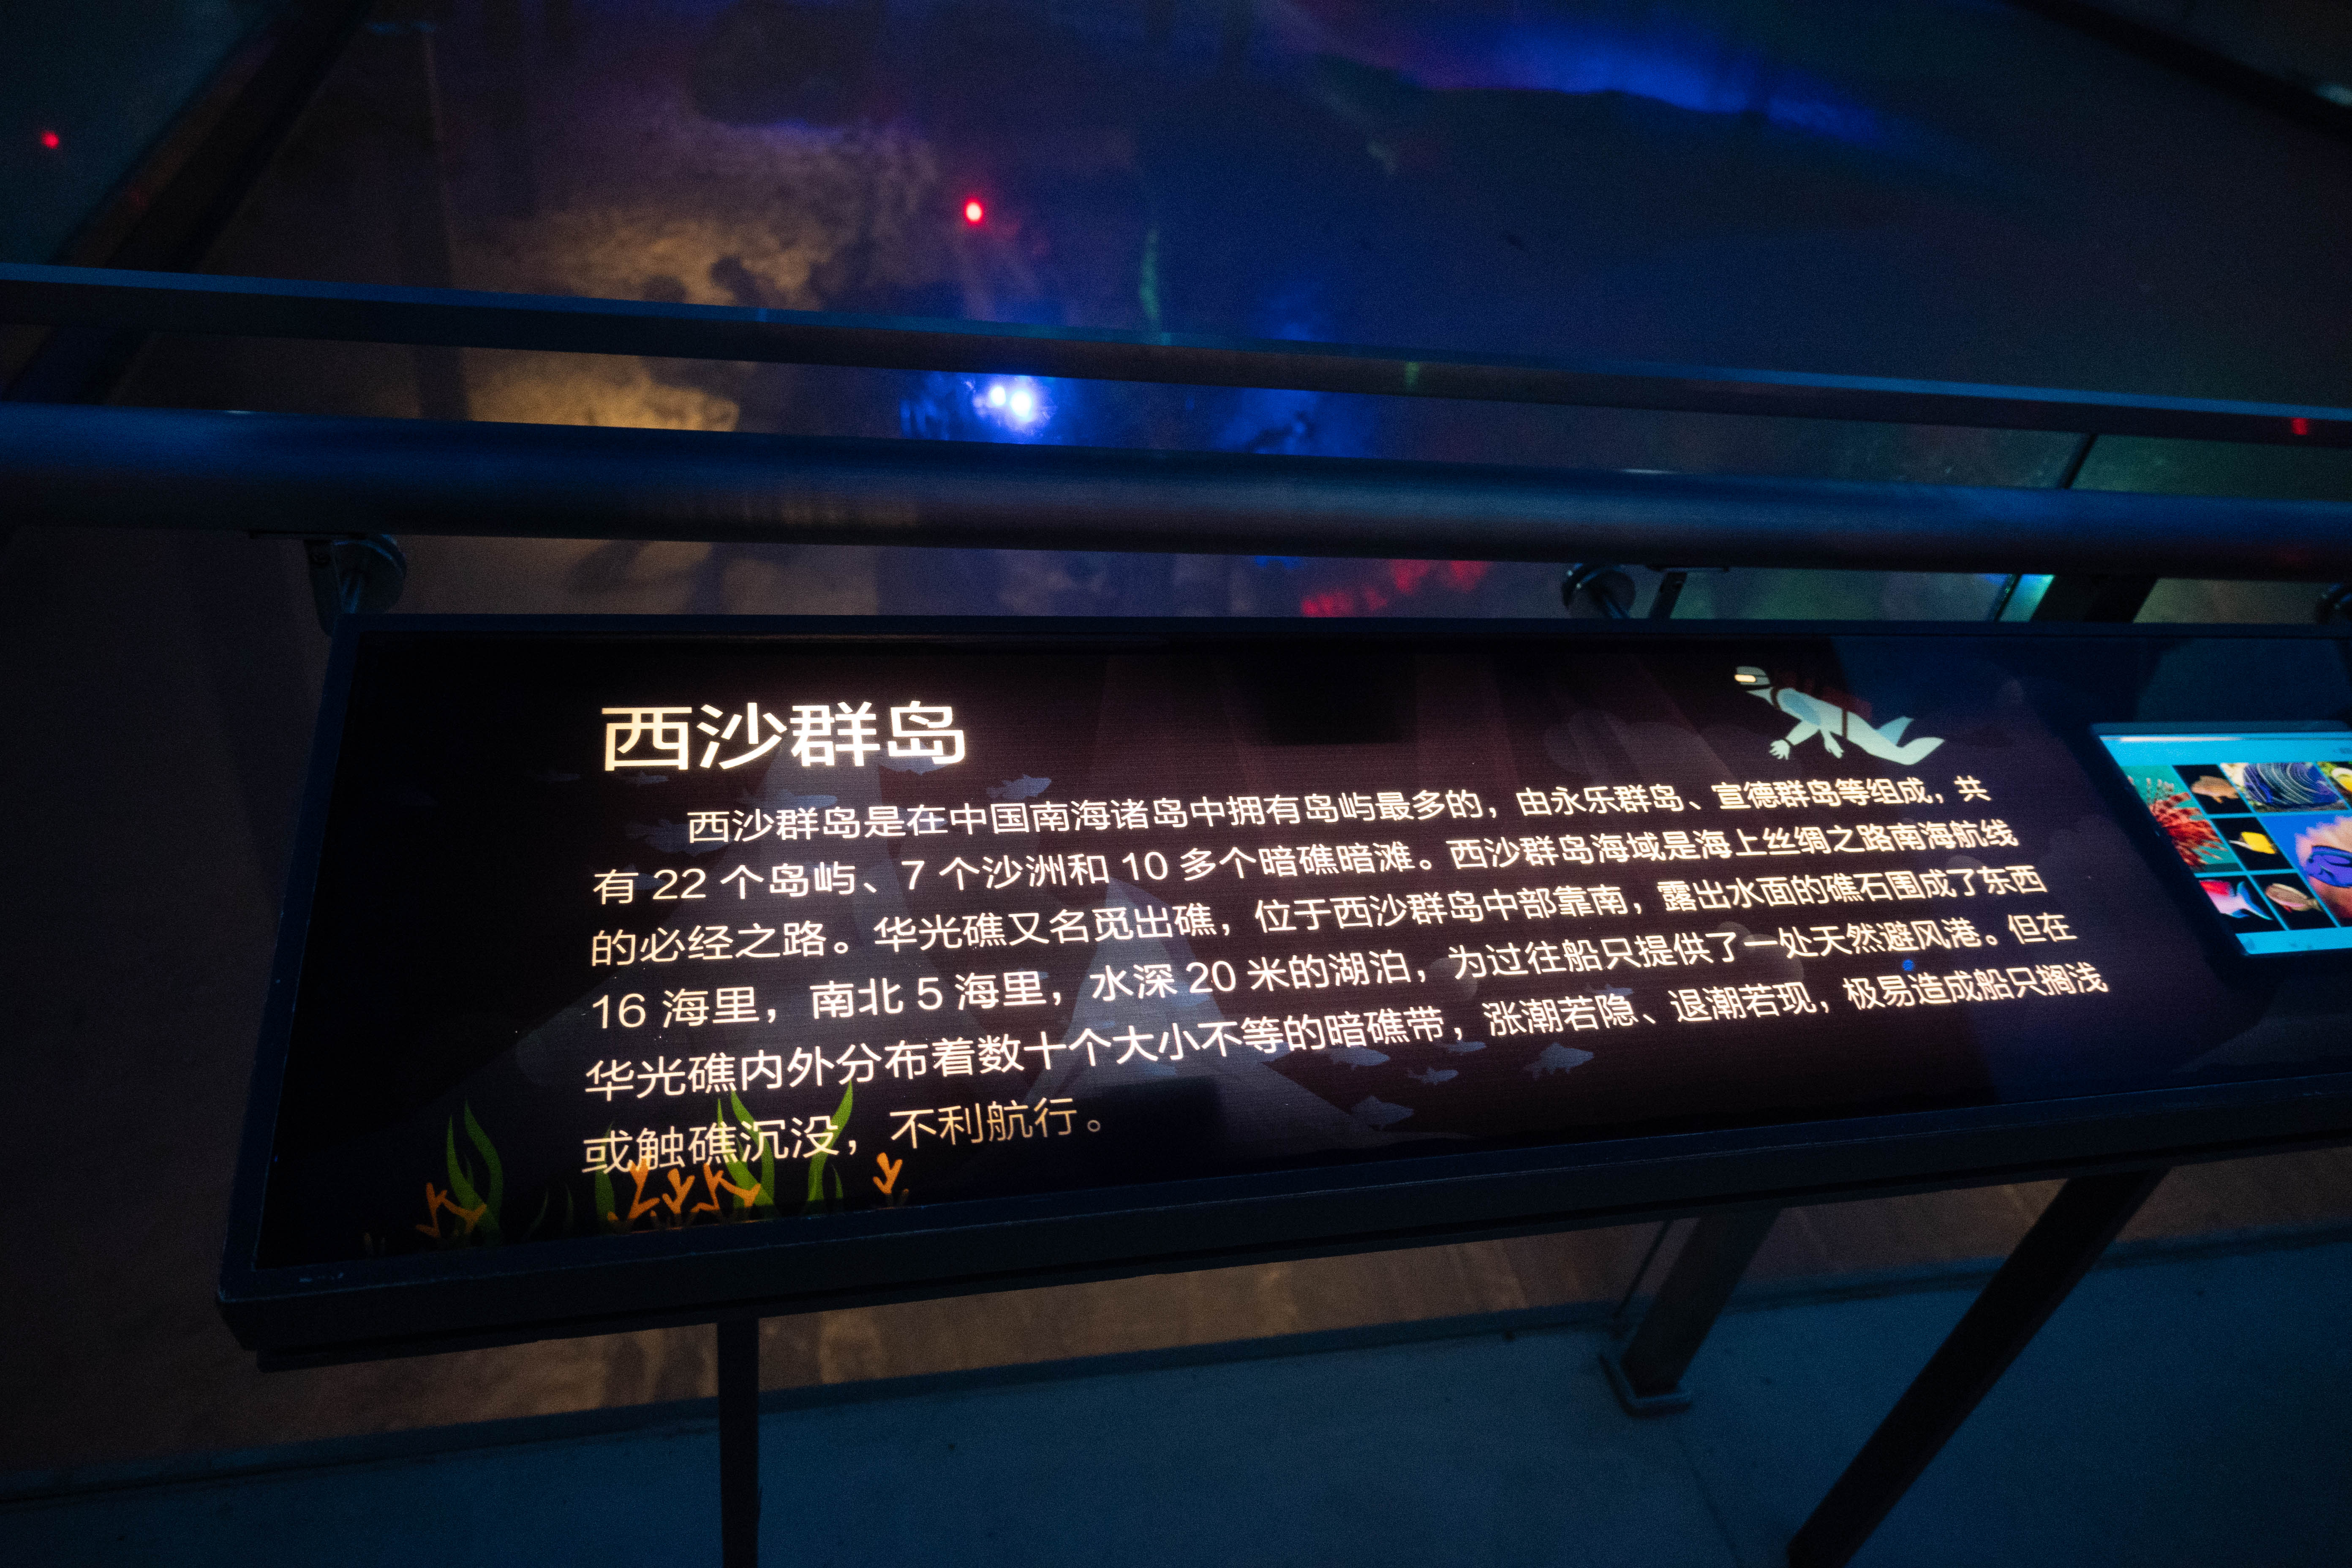 西沙群岛
西沙群岛是在中国南海诸岛中拥有岛屿最多的，由永乐群岛、宣德群岛等组成，共
有 22 个岛屿、7 个沙洲和 10 多个暗礁暗滩。西沙群岛海域是海上丝绸之路南海航线
的必经之路。华光礁又名觅出礁，位于西沙群岛中部靠南，露出水面的礁石围成了东西
16 海里，南北 5 海里，水深 20 米的湖泊，为过往船只提供了一处天然避风港。但在
华光礁内外分布着数十个大小不等的暗礁带，涨潮若隐、退潮若现，极易造成船只搁浅
或触礁沉没，不利航行。